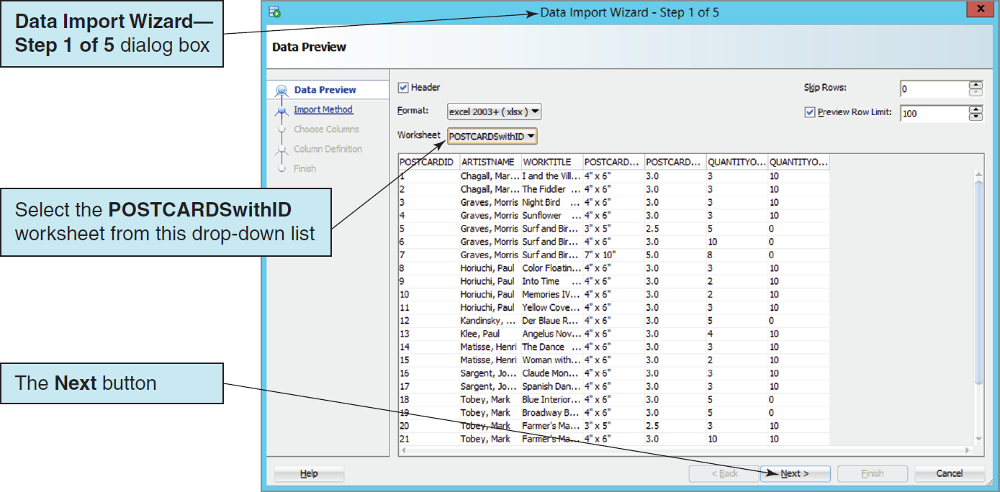 Data Import Wizard—
Step 1 of 5 dialog box
Data Import Wizard - Step 1 of 5
Data Preview
Data Preview
Import Method
Choose Columns
Column Definition
Finish
Header
Skip Rows: 0
Format: excel 2003+ ( xlsx )
Preview Row Limit: 100
Worksheet POSTCARDSwithID
Select the POSTCARDSwithID
worksheet from this drop-down list
POSTCARDID ARTISTNAME WORKTITLE POSTCARD... POSTCARD... QUANTITYO... QUANTITYO...
1 Chagall, Mar... I and the Vill... 4" x 6" 3.0 3 10
2 Chagall, Mar... The Fiddler ... 4" x 6" 3.0 3 10
3 Graves, Morris Night Bird ... 4" x 6" 3.0 3 10
4 Graves, Morris Sunflower ... 4" x 6" 3.0 3 10
5 Graves, Morris Surf and Bir... 3" x 5" 2.5 5 0
6 Graves, Morris Surf and Bir... 4" x 6" 3.0 10 0
7 Graves, Morris Surf and Bir... 7" x 10" 5.0 8 0
8 Horiuchi, Paul Color Floatin... 4" x 6" 3.0 3 10
9 Horiuchi, Paul Into Time ... 4" x 6" 3.0 2 10
10 Horiuchi, Paul Memories IV... 4" x 6" 3.0 2 10
11 Horiuchi, Paul Yellow Cove... 4" x 6" 3.0 3 10
12 Kandinsky, ... Der Blaue R... 4" x 6" 3.0 5 0
13 Klee, Paul Angelus Nov... 4" x 6" 3.0 4 10
14 Matisse, Henri The Dance ... 4" x 6" 3.0 3 10
15 Matisse, Henri Woman with... 4" x 6" 3.0 2 10
16 Sargent, Jo... Claude Mon... 4" x 6" 3.0 3 10
17 Sargent, Jo... Spanish Dan... 4" x 6" 3.0 3 10
18 Tobey, Mark Blue Interior... 4" x 6" 3.0 5 0
19 Tobey, Mark Broadway B... 4" x 6" 3.0 5 0
20 Tobey, Mark Farmer's Ma... 3" x 5" 2.5 3 10
21 Tobey, Mark Farmer's Ma... 4" x 6" 3.0 10 10
The Next button
Help
< Back
Next >
Finish
Cancel